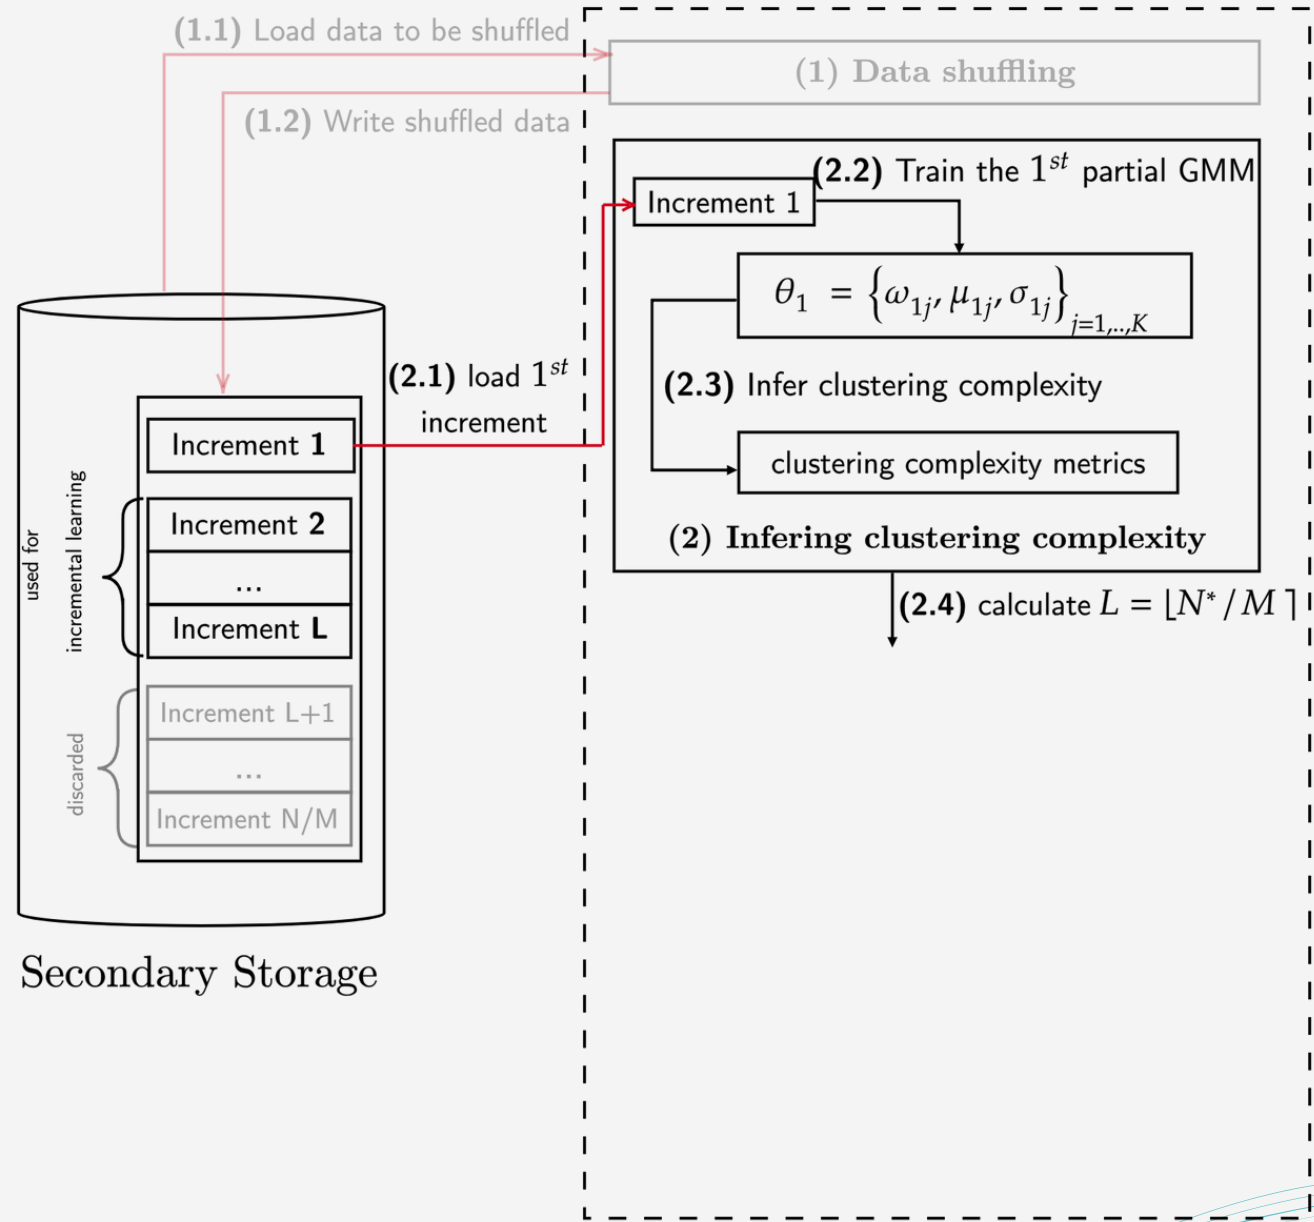 (1.1) Load data to be shuffled
(1) Data shuffling
(1.2) Write shuffled data
(2.2) Train the 1st partial GMM
Increment 1
θ1 = {ω1j, μ1j, σ1j}j=1,..,K
(2.1) load 1st
increment
(2.3) Infer clustering complexity
clustering complexity metrics
(2) Infering clustering complexity
(2.4) calculate L = ⌊N*/M⌉
Increment 1
used for
incremental learning
Increment 2
...
Increment L
discarded
Increment L+1
...
Increment N/M
Secondary Storage